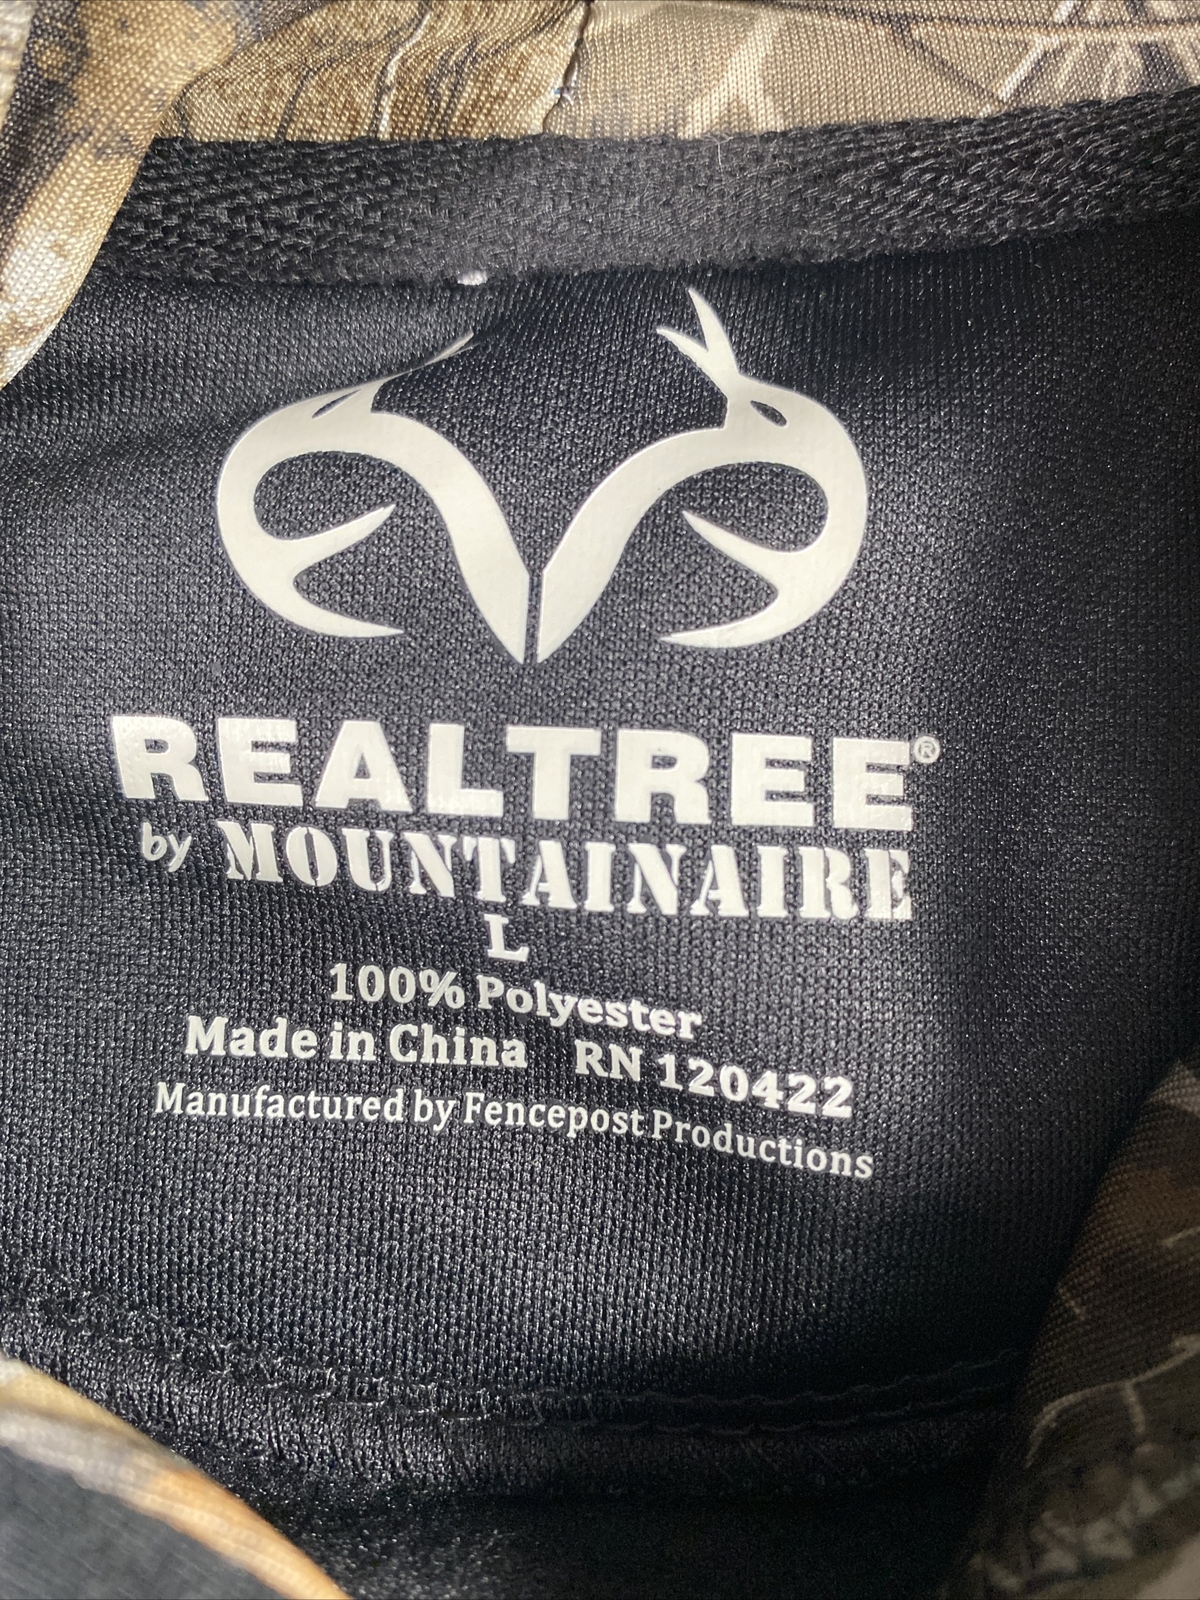 REALTREE®
by MOUNTAINAIRE
L
100% Polyester
Made in China RN 120422
Manufactured by Fencepost Productions